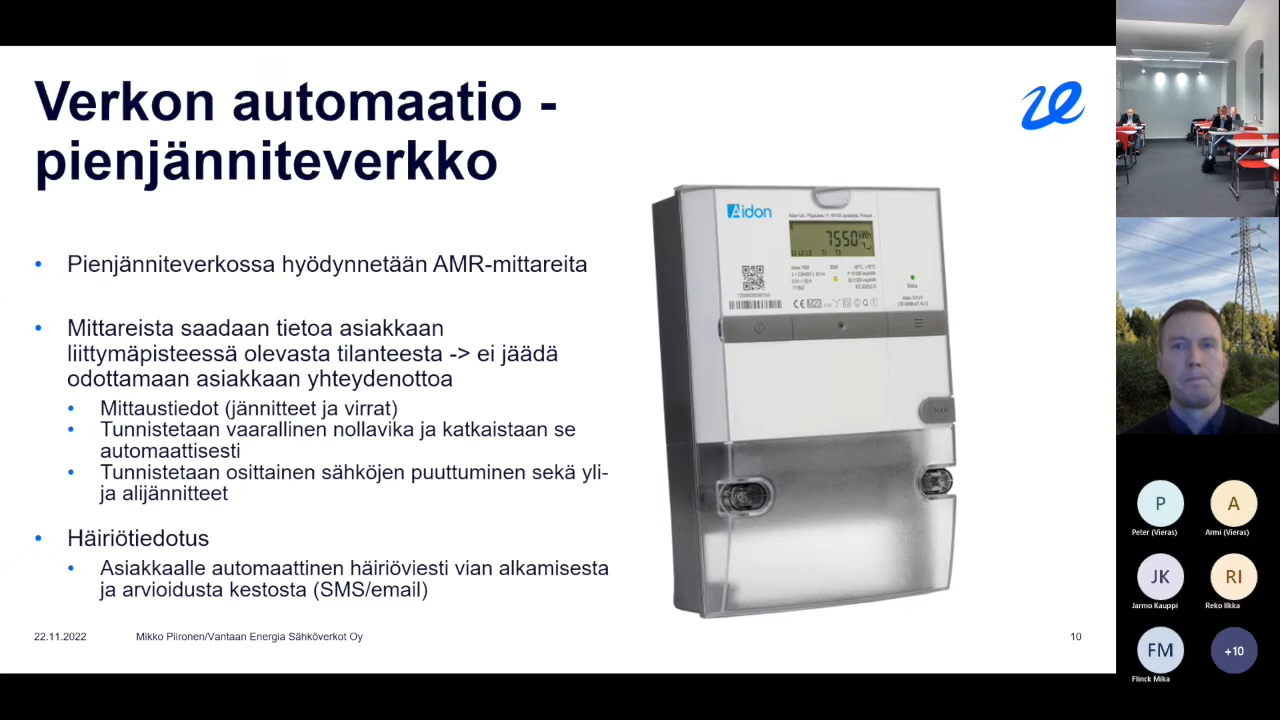 Verkon automaatio -
pienjänniteverkko
• Pienjänniteverkossa hyödynnetään AMR-mittareita
• Mittareista saadaan tietoa asiakkaan
liittymäpisteessä olevasta tilanteesta -> ei jäädä
odottamaan asiakkaan yhteydenottoa
• Mittaustiedot (jännitteet ja virrat)
• Tunnistetaan vaarallinen nollavika ja katkaistaan se
automaattisesti
• Tunnistetaan osittainen sähköjen puuttuminen sekä yli-
ja alijännitteet
• Häiriötiedotus
• Asiakkaalle automaattinen häiriöviesti vian alkamisesta
ja arvioidusta kestosta (SMS/email)
22.11.2022
Mikko Piironen/Vantaan Energia Sähköverkot Oy
10
Aidon
7550 kWh
P
A
Peter (Vieras)
Armi (Vieras)
JK
RI
Jarmo Kauppi
Reko Ilkka
FM
+10
Flinck Mika